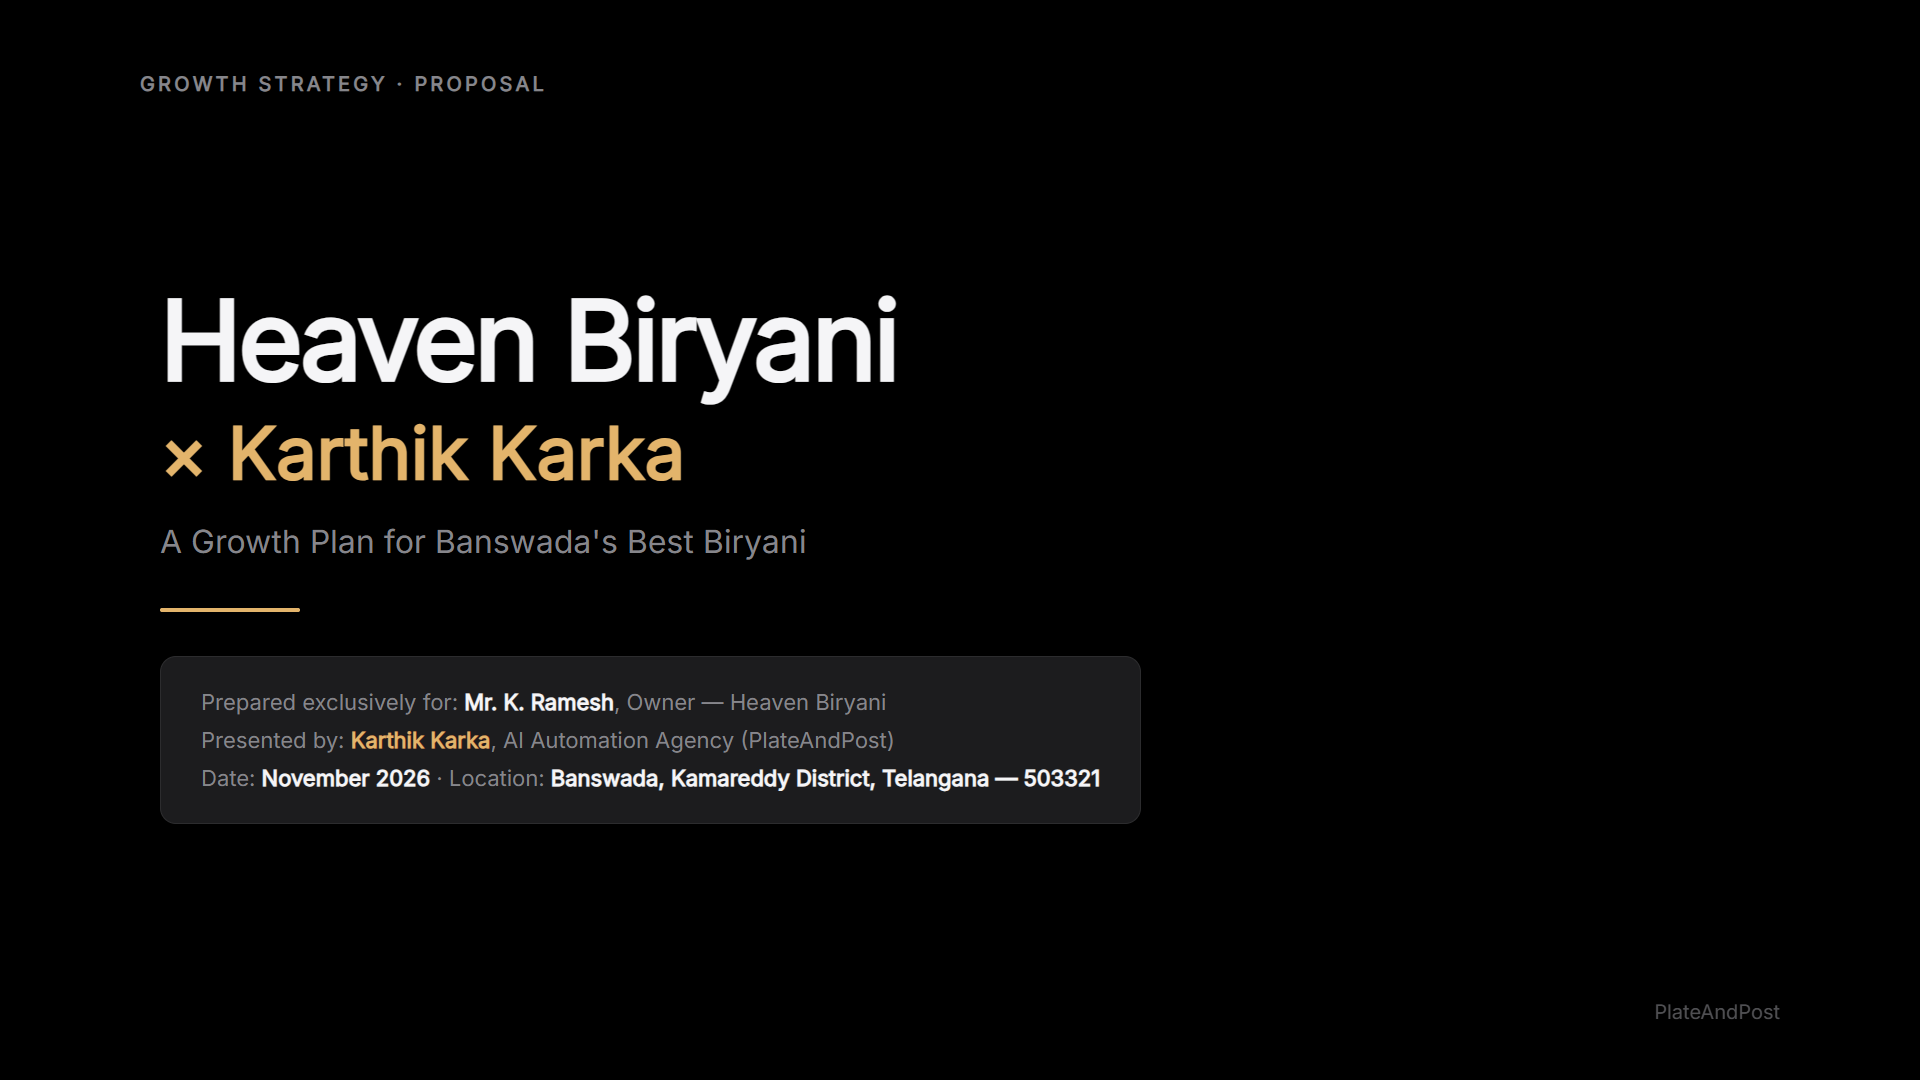 GROWTH STRATEGY · PROPOSAL
Heaven Biryani
× Karthik Karka
A Growth Plan for Banswada's Best Biryani
Prepared exclusively for: Mr. K. Ramesh, Owner — Heaven Biryani
Presented by: Karthik Karka, AI Automation Agency (PlateAndPost)
Date: November 2026 · Location: Banswada, Kamareddy District, Telangana — 503321
PlateAndPost